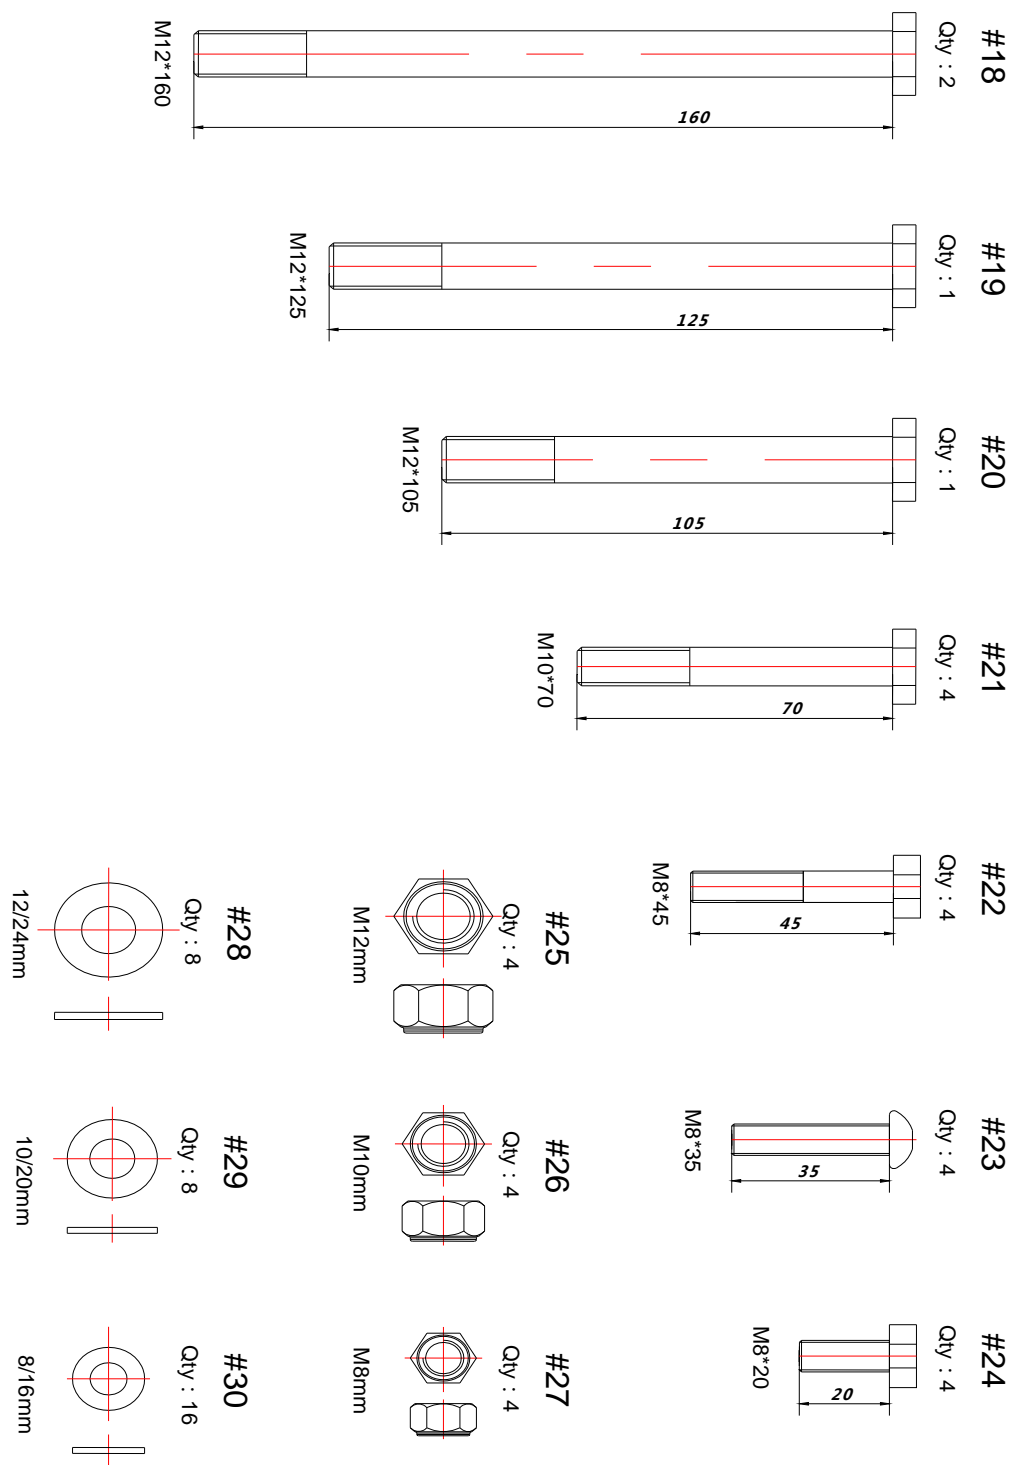 #18
Qty : 2
160
M12*160
#19
Qty : 1
125
M12*125
#20
Qty : 1
105
M12*105
#21
Qty : 4
70
M10*70
#22
Qty : 4
45
M8*45
#23
Qty : 4
35
M8*35
#24
Qty : 4
20
M8*20
#25
Qty : 4
M12mm
#26
Qty : 4
M10mm
#27
Qty : 4
M8mm
#28
Qty : 8
12/24mm
#29
Qty : 8
10/20mm
#30
Qty : 16
8/16mm